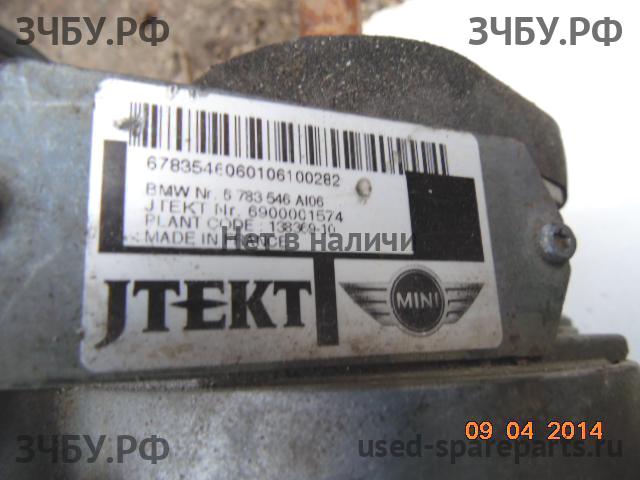 ЗЧБУ.РФ
ЗЧБУ.РФ
6783546060106100282
BMW Nr. 6 783 546 AI06
JTEKT Nr. 6900001574
PLANT CODE : 138369-10
MADE IN
Нет в наличии
JTEKT
MINI
09 04 2014
ЗЧБУ.РФ
used-spareparts.ru